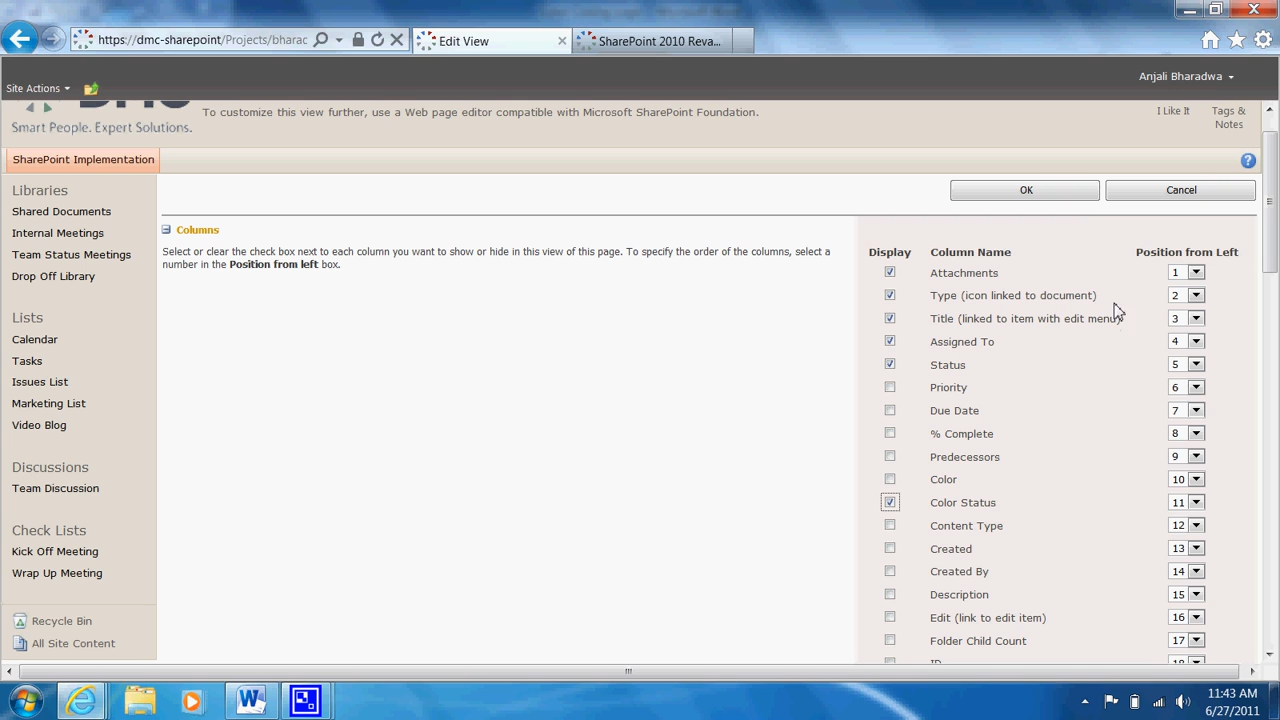 https://dmc-sharepoint/Projects/bharac
Edit View
SharePoint 2010 Reva...
Site Actions
Anjali Bharadwa
Smart People. Expert Solutions.
To customize this view further, use a Web page editor compatible with Microsoft SharePoint Foundation.
I Like It
Tags &
Notes
SharePoint Implementation
Libraries
Shared Documents
Internal Meetings
Team Status Meetings
Drop Off Library
Lists
Calendar
Tasks
Issues List
Marketing List
Video Blog
Discussions
Team Discussion
Check Lists
Kick Off Meeting
Wrap Up Meeting
Recycle Bin
All Site Content
OK
Cancel
Columns
Select or clear the check box next to each column you want to show or hide in this view of this page. To specify the order of the columns, select a
number in the Position from left box.
Display Column Name Position from Left
Attachments 1
Type (icon linked to document) 2
Title (linked to item with edit menu) 3
Assigned To 4
Status 5
Priority 6
Due Date 7
% Complete 8
Predecessors 9
Color 10
Color Status 11
Content Type 12
Created 13
Created By 14
Description 15
Edit (link to edit item) 16
Folder Child Count 17
11:43 AM
6/27/2011